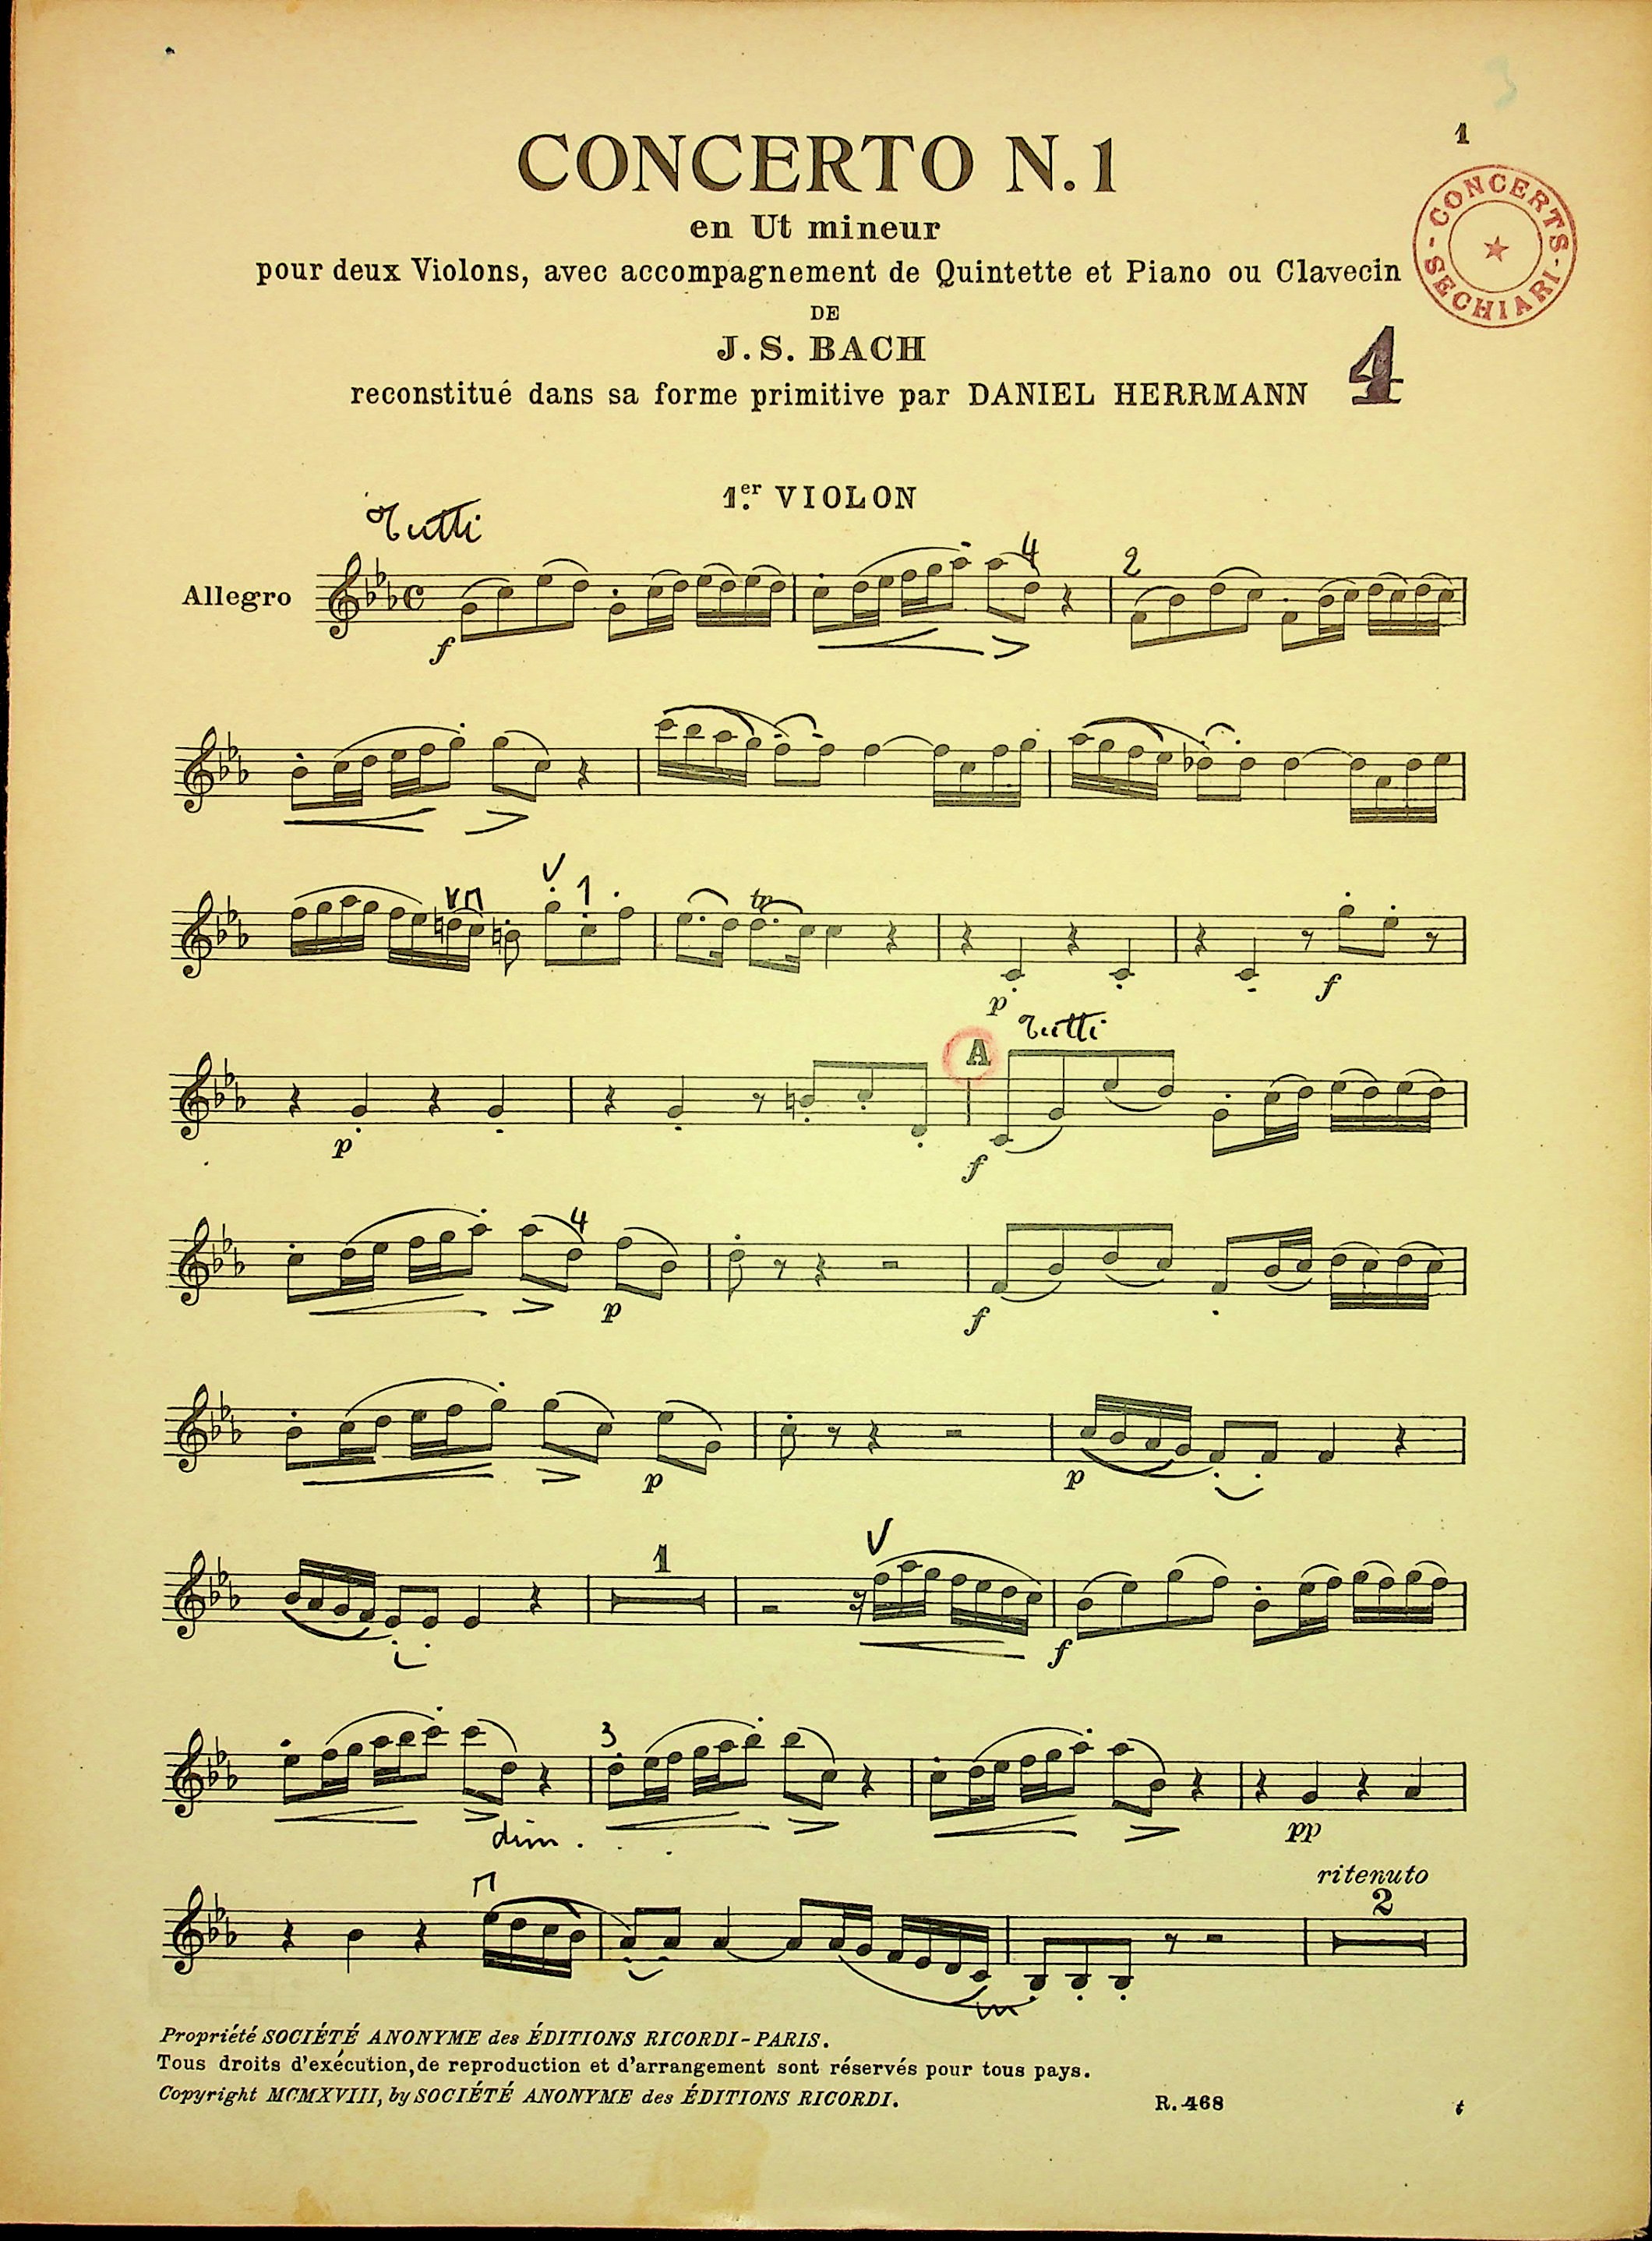 3
1
CONCERTO N. 1
en Ut mineur
pour deux Violons, avec accompagnement de Quintette et Piano ou Clavecin
CONCERTS-SECHIARI-
DE
J. S. BACH
4
reconstitué dans sa forme primitive par DANIEL HERRMANN
1er VIOLON
Tutti
4 2
Allegro
f
1
tr
p f
A Tutti
p f
4
p f
p p
1
f
3
dim. . .
pp
ritenuto
2
Propriété SOCIÉTÉ ANONYME des ÉDITIONS RICORDI-PARIS.
Tous droits d'exécution, de reproduction et d'arrangement sont réservés pour tous pays.
Copyright MCMXVIII, by SOCIÉTÉ ANONYME des ÉDITIONS RICORDI.
R. 468
t